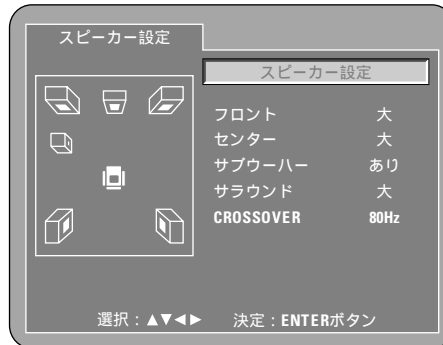 スピーカー設定
スピーカー設定
フロント 大
センター 大
サブウーハー あり
サラウンド 大
CROSSOVER 80Hz
選択：▲▼◀▶ 決定：ENTERボタン